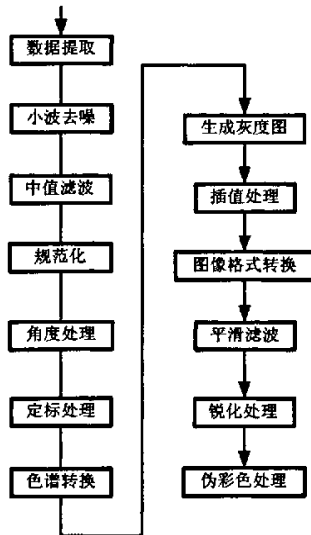 数据提取
小波去噪
中值滤波
规范化
角度处理
定标处理
色谱转换
生成灰度图
插值处理
图像格式转换
平滑滤波
锐化处理
伪彩色处理